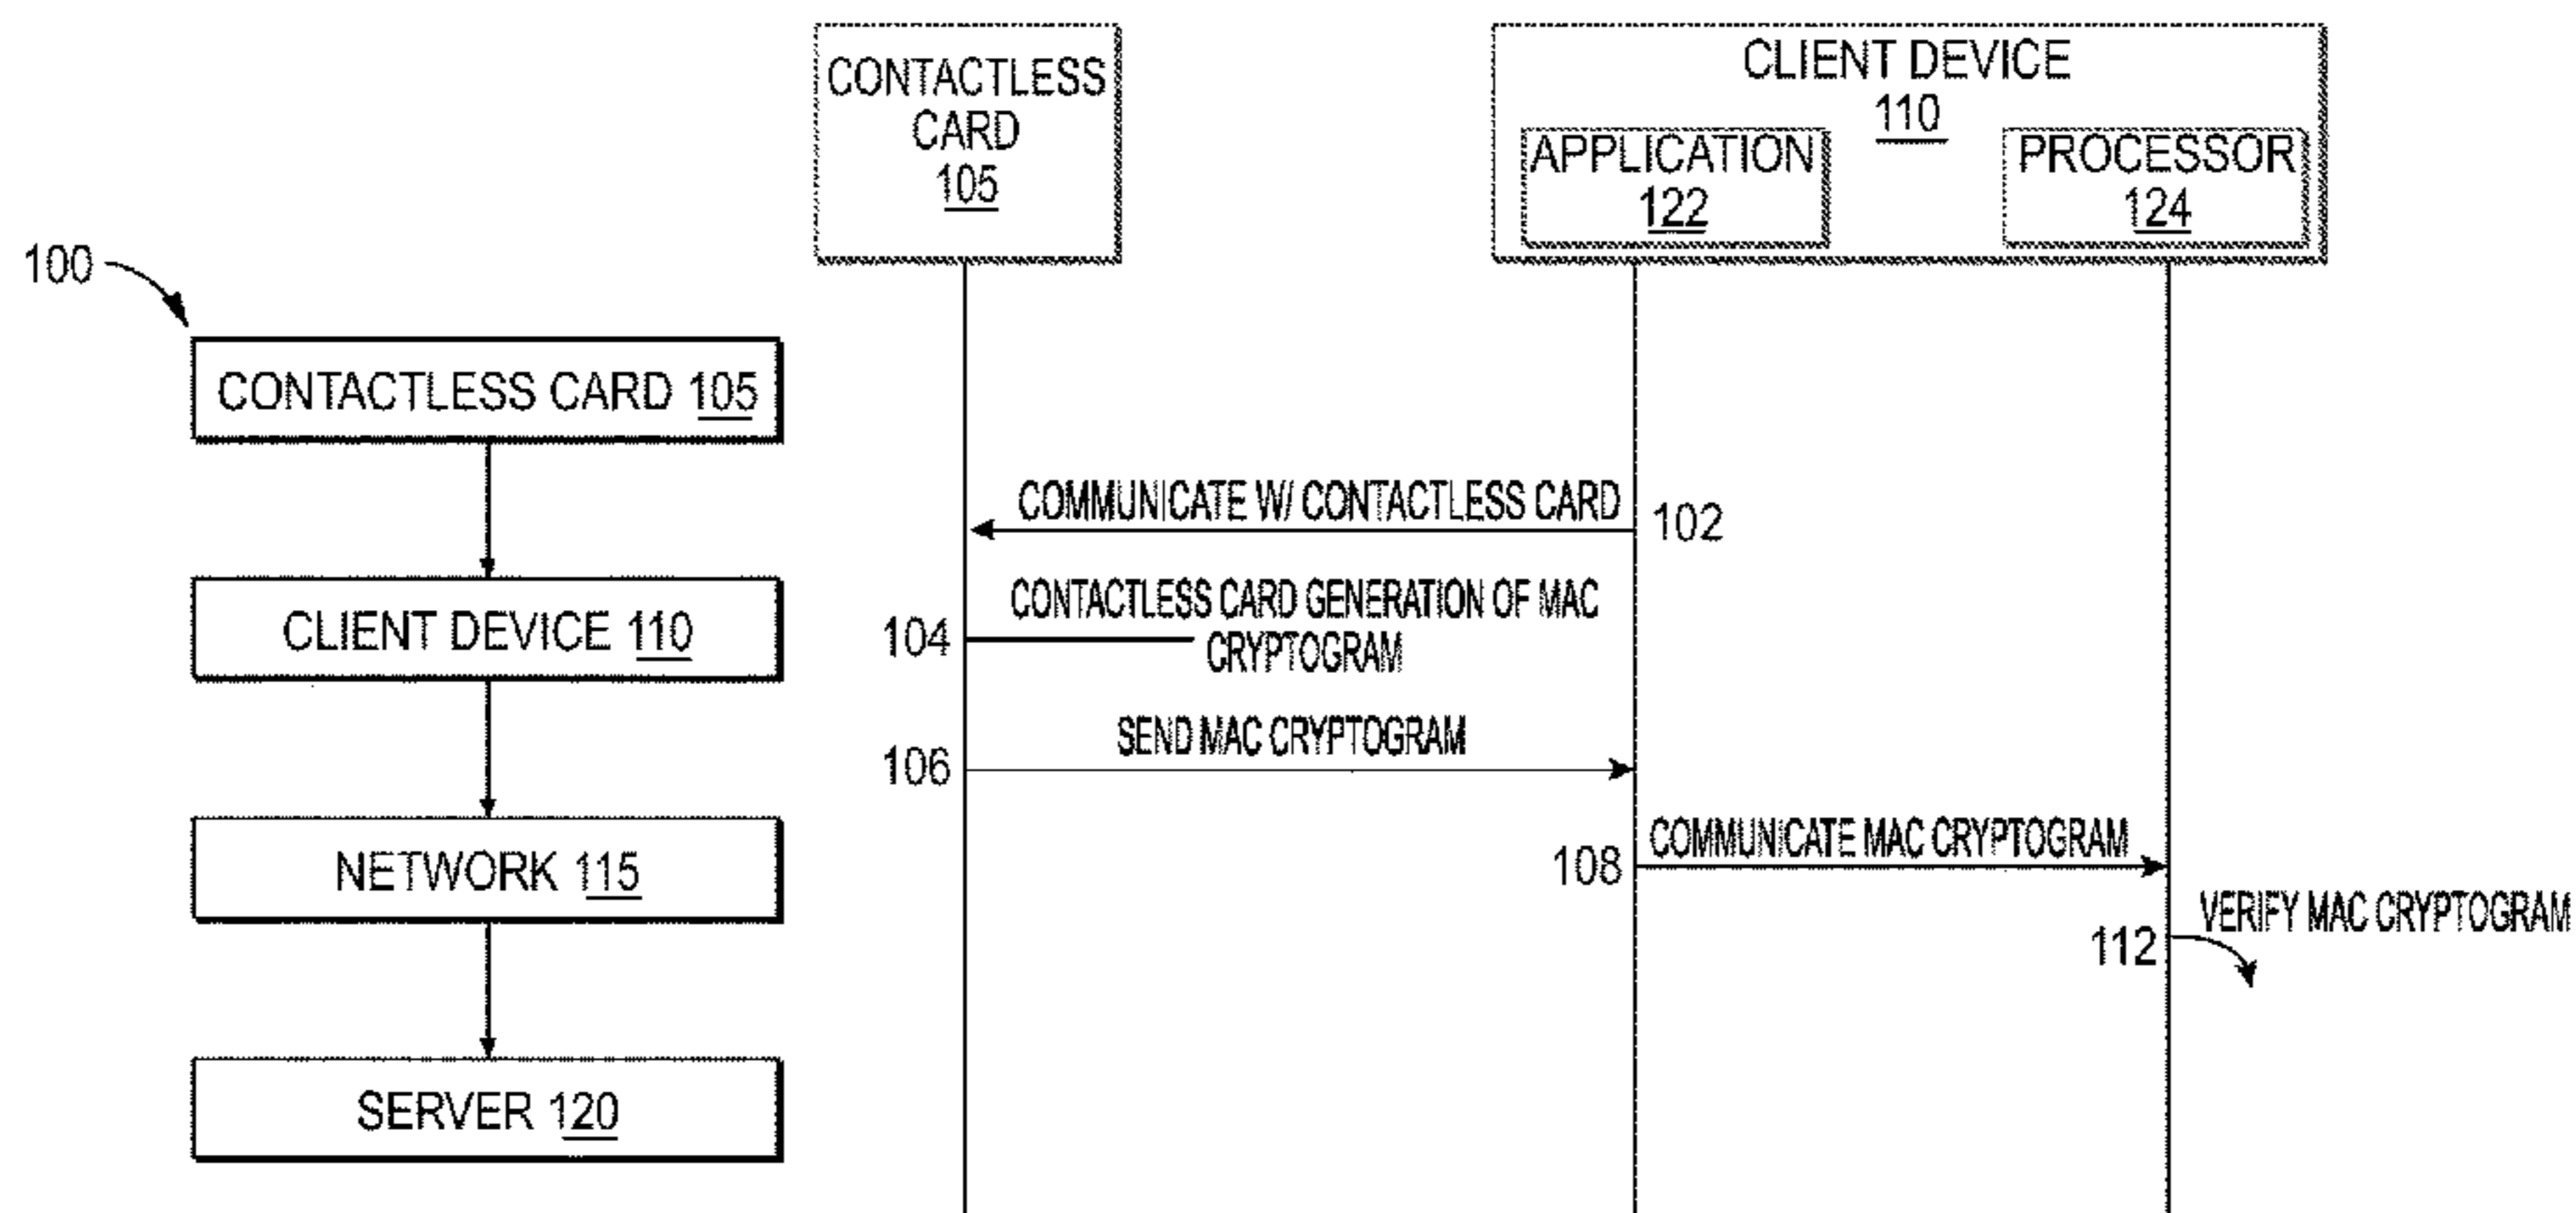 100
CONTACTLESS CARD 105
CLIENT DEVICE 110
NETWORK 115
SERVER 120
CONTACTLESS
CARD
105
CLIENT DEVICE
110
APPLICATION
122
PROCESSOR
124
COMMUNICATE W/ CONTACTLESS CARD
102
CONTACTLESS CARD GENERATION OF MAC
104
CRYPTOGRAM
SEND MAC CRYPTOGRAM
106
COMMUNICATE MAC CRYPTOGRAM
108
VERIFY MAC CRYPTOGRAM
112